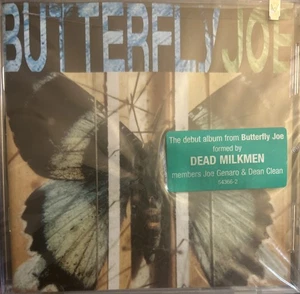 BUTTERFLY JOE
The debut album from Butterfly Joe
formed by
DEAD MILKMEN
members Joe Genaro & Dean Clean